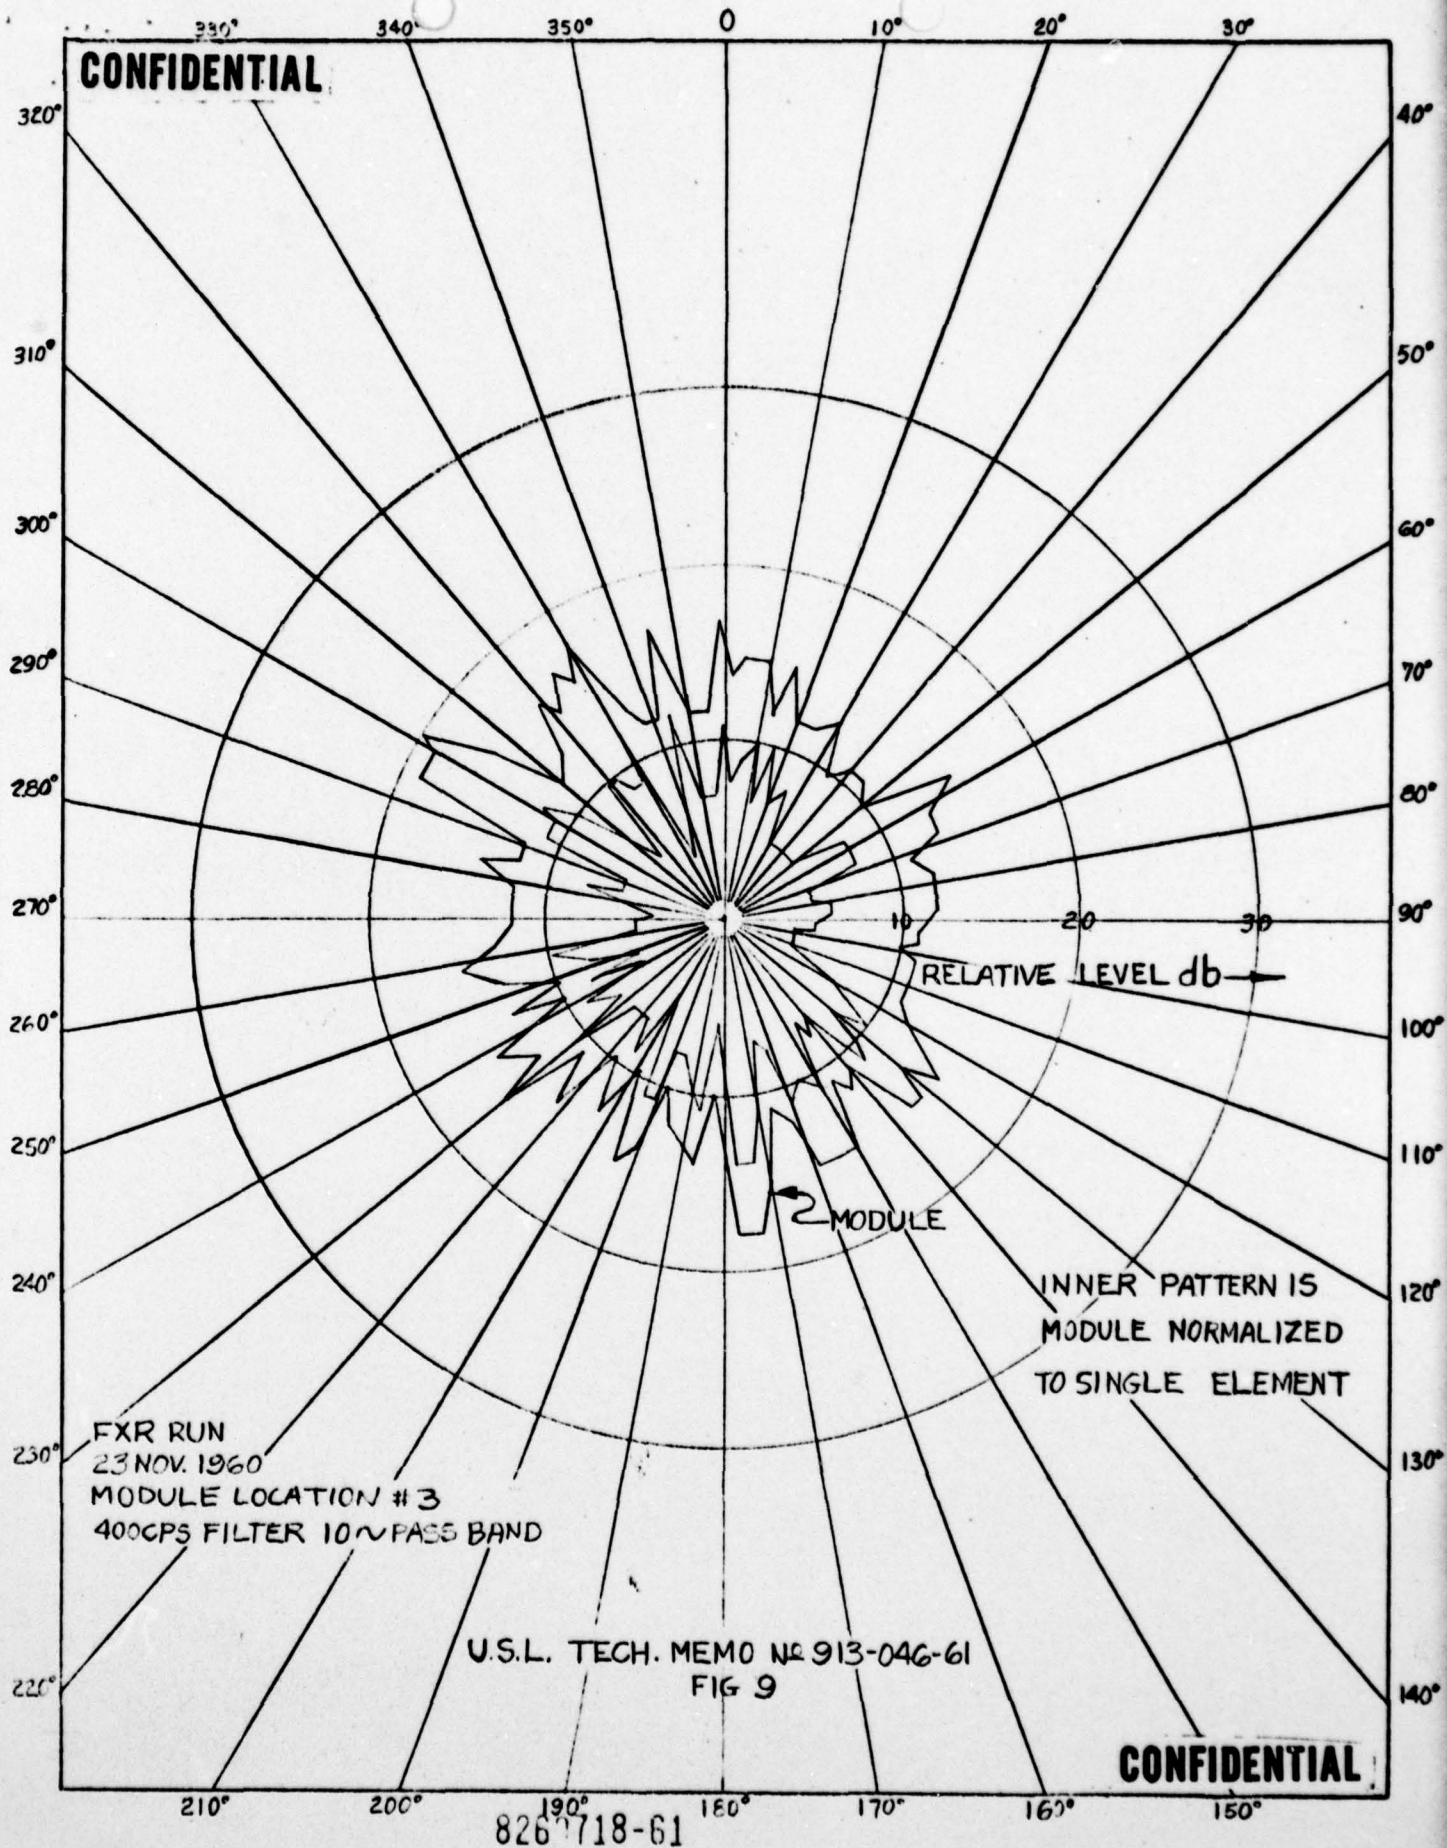 330° 340° 350° 0 10° 20° 30°
CONFIDENTIAL
320° 40°
310° 50°
300° 60°
290° 70°
280° 80°
270° 10 20 30 90°
RELATIVE LEVEL db
260° 100°
250° 110°
MODULE
240° 120°
INNER PATTERN IS
MODULE NORMALIZED
TO SINGLE ELEMENT
FXR RUN
23 NOV. 1960
MODULE LOCATION #3
400CPS FILTER 10~PASS BAND
230° 130°
U.S.L. TECH. MEMO No 913-046-61
FIG 9
220° 140°
CONFIDENTIAL
210° 200° 190° 180° 170° 160° 150°